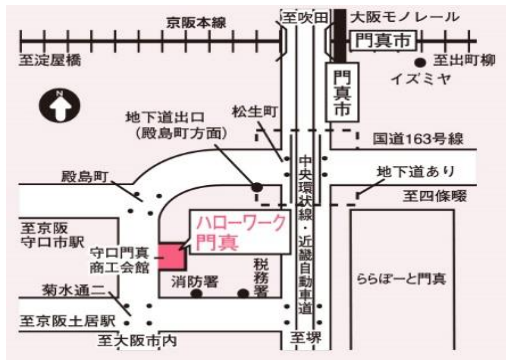 京阪本線
至吹田
大阪モノレール
門真市
至淀屋橋
至出町柳
イズミヤ
門真市
N
松生町
地下道出口
（殿島町方面）
国道163号線
殿島町
地下道あり
至四條畷
中央環状線・近畿自動車道
ハローワーク
門真
至京阪
守口市駅
守口門真
商工会館
税務署
消防署
ららぽーと門真
菊水通二
至京阪土居駅
至大阪市内
至堺